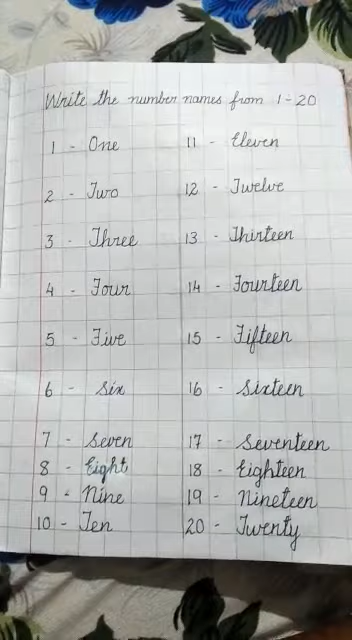 Write the number names from 1-20
1 - One 11 - Eleven
2 - Two 12 - Twelve
3 - Three 13 - Thirteen
4 - Four 14 - Fourteen
5 - Five 15 - Fifteen
6 - Six 16 - Sixteen
7 - Seven 17 - Seventeen
8 - Eight 18 - Eighteen
9 - Nine 19 - Nineteen
10 - Ten 20 - Twenty